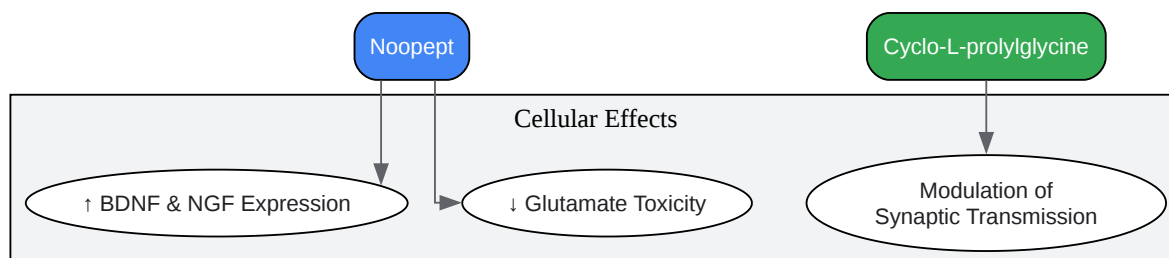 Noopept
Cyclo-L-prolylglycine
Cellular Effects
↑ BDNF & NGF Expression
↓ Glutamate Toxicity
Modulation of
Synaptic Transmission